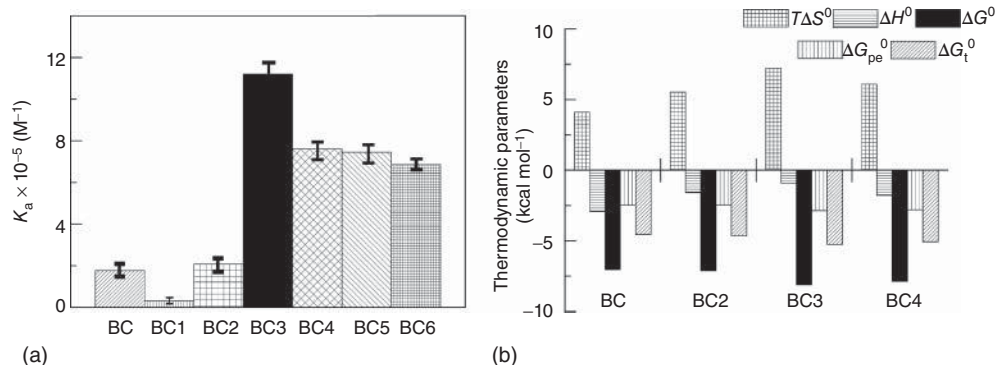 12
8
4
0
Kₐ × 10⁻⁵ (M⁻¹)
BC BC1 BC2 BC3 BC4 BC5 BC6
(a)
TΔS⁰ ΔH⁰ ΔG⁰
ΔGpe⁰ ΔGt⁰
10
5
0
−5
−10
Thermodynamic parameters
(kcal mol⁻¹)
BC BC2 BC3 BC4
(b)